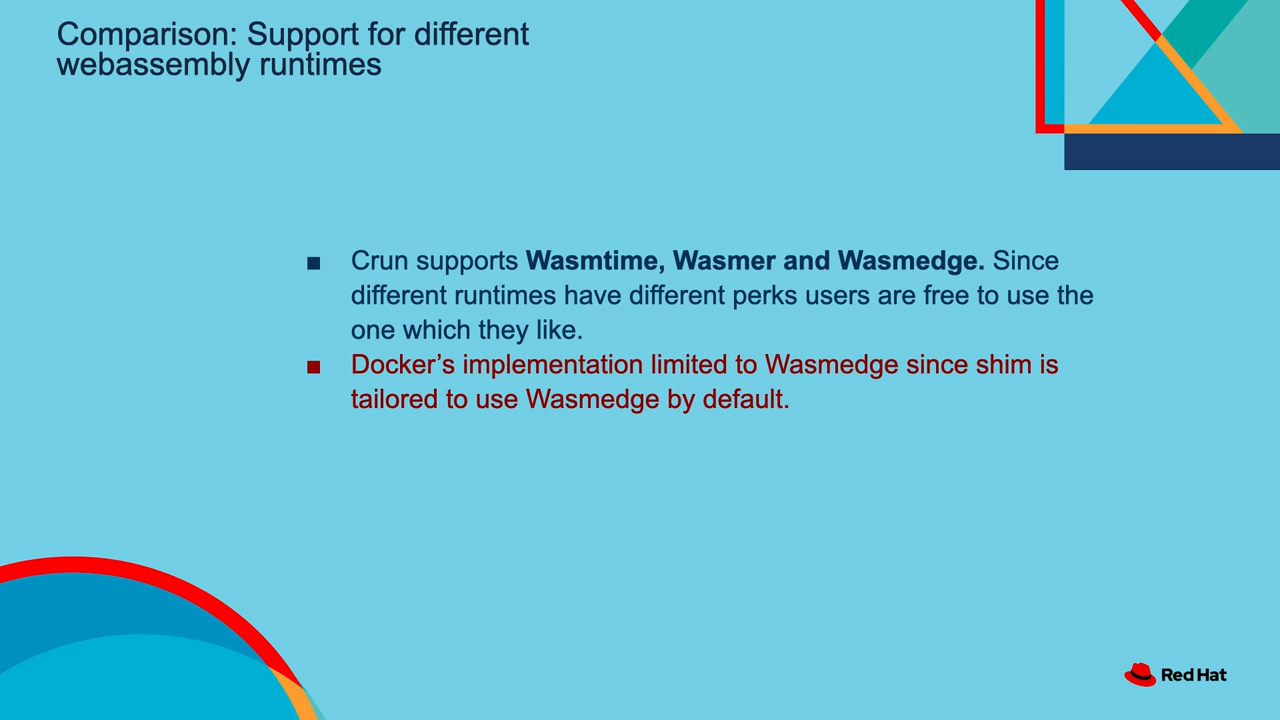 Comparison: Support for different
webassembly runtimes
■ Crun supports Wasmtime, Wasmer and Wasmedge. Since
different runtimes have different perks users are free to use the
one which they like.
■ Docker’s implementation limited to Wasmedge since shim is
tailored to use Wasmedge by default.
Red Hat